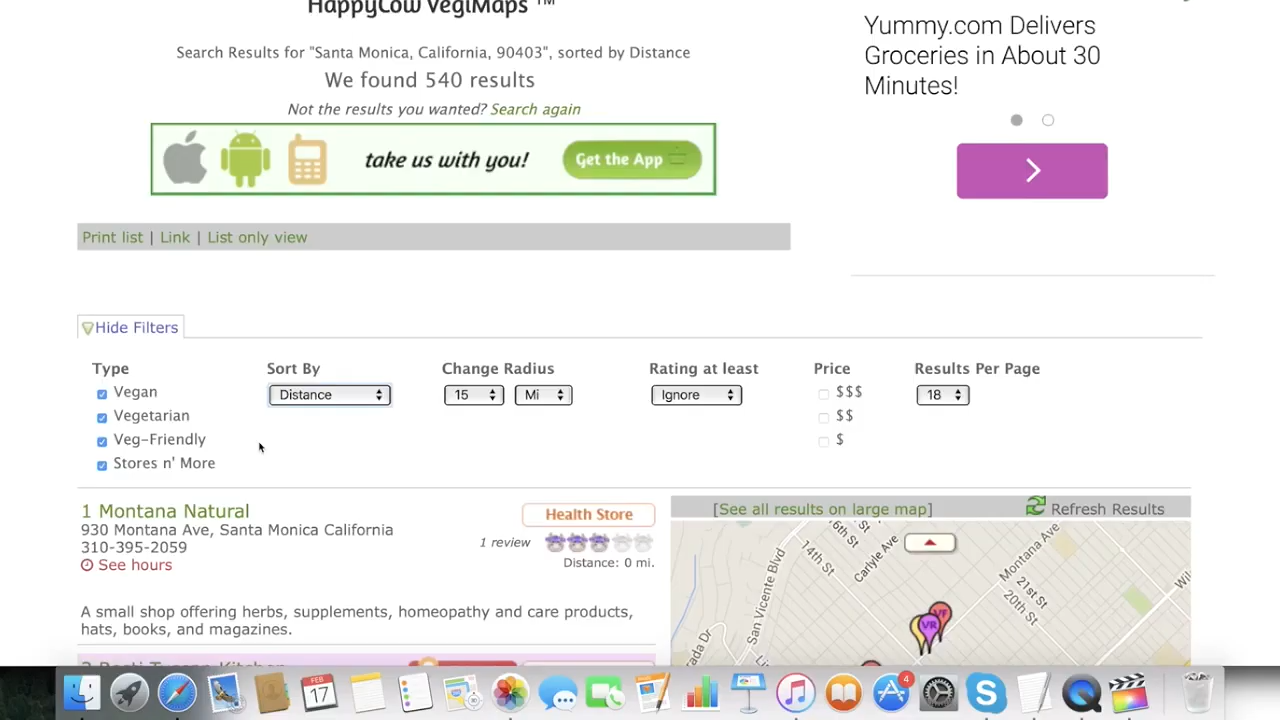 HappyCow VegiMaps ™
Search Results for "Santa Monica, California, 90403", sorted by Distance
We found 540 results
Not the results you wanted? Search again
take us with you!
Get the App
Yummy.com Delivers
Groceries in About 30
Minutes!
Print list | Link | List only view
Hide Filters
Type
Vegan
Vegetarian
Veg-Friendly
Stores n' More
Sort By
Distance
Change Radius
15 Mi
Rating at least
Ignore
Price
$$$
$$
$
Results Per Page
18
1 Montana Natural
930 Montana Ave, Santa Monica California
310-395-2059
See hours
Health Store
1 review
Distance: 0 mi.
A small shop offering herbs, supplements, homeopathy and care products,
hats, books, and magazines.
[See all results on large map]
Refresh Results
16th St
14th St
Carlyle Ave
Montana Ave
San Vicente Blvd
21st St
20th St
VF
VR
FEB
17
4